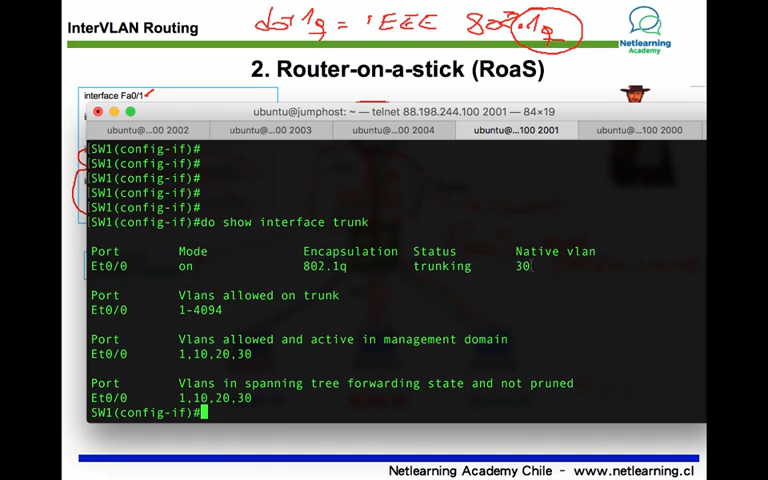 InterVLAN Routing
dot1q = IEEE 802.1q
Netlearning
Academy
2. Router-on-a-stick (RoaS)
interface Fa0/1
ubuntu@jumphost: ~ — telnet 88.198.244.100 2001 — 84×19
ubuntu@...00 2002
ubuntu@...00 2003
ubuntu@...00 2004
ubuntu@...100 2001
ubuntu@...100 2000
SW1(config-if)#
SW1(config-if)#
SW1(config-if)#
SW1(config-if)#
SW1(config-if)#
SW1(config-if)#do show interface trunk
Port Mode Encapsulation Status Native vlan
Et0/0 on 802.1q trunking 30
Port Vlans allowed on trunk
Et0/0 1-4094
Port Vlans allowed and active in management domain
Et0/0 1,10,20,30
Port Vlans in spanning tree forwarding state and not pruned
Et0/0 1,10,20,30
SW1(config-if)#
Netlearning Academy Chile - www.netlearning.cl